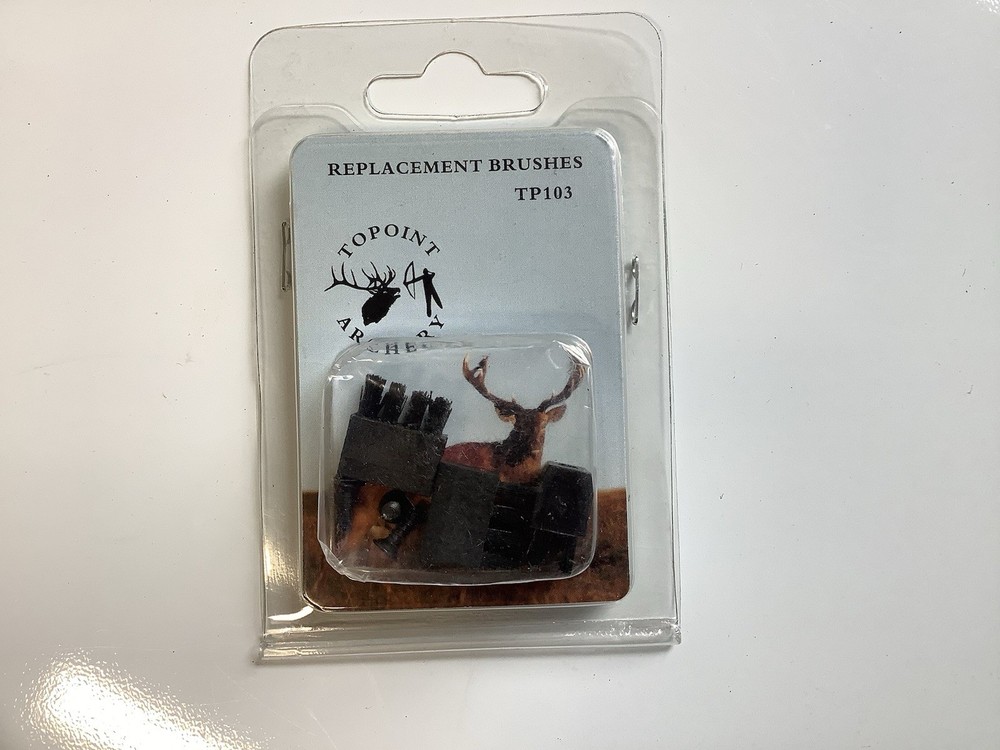 REPLACEMENT BRUSHES
TP103
TOPOINT
ARCHERY